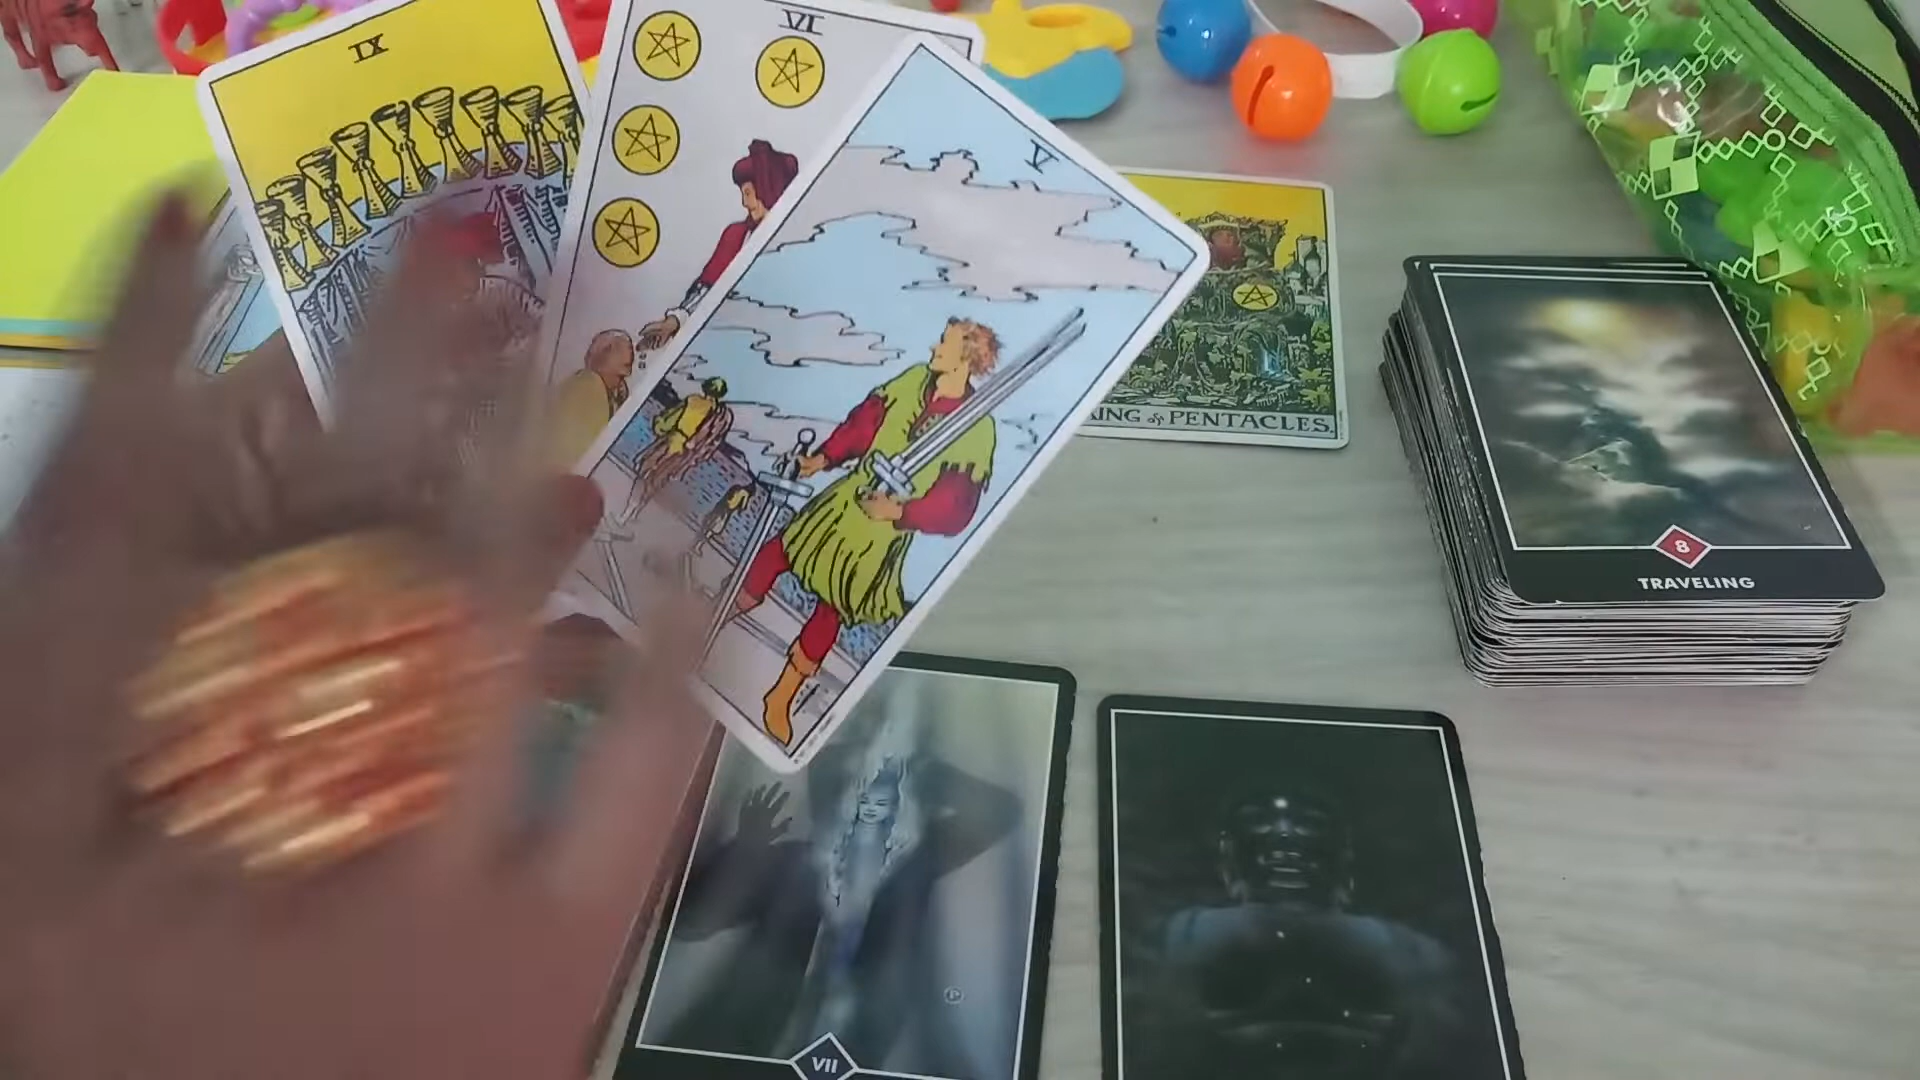 IX
VI
V
KING of PENTACLES.
8
TRAVELING
VII